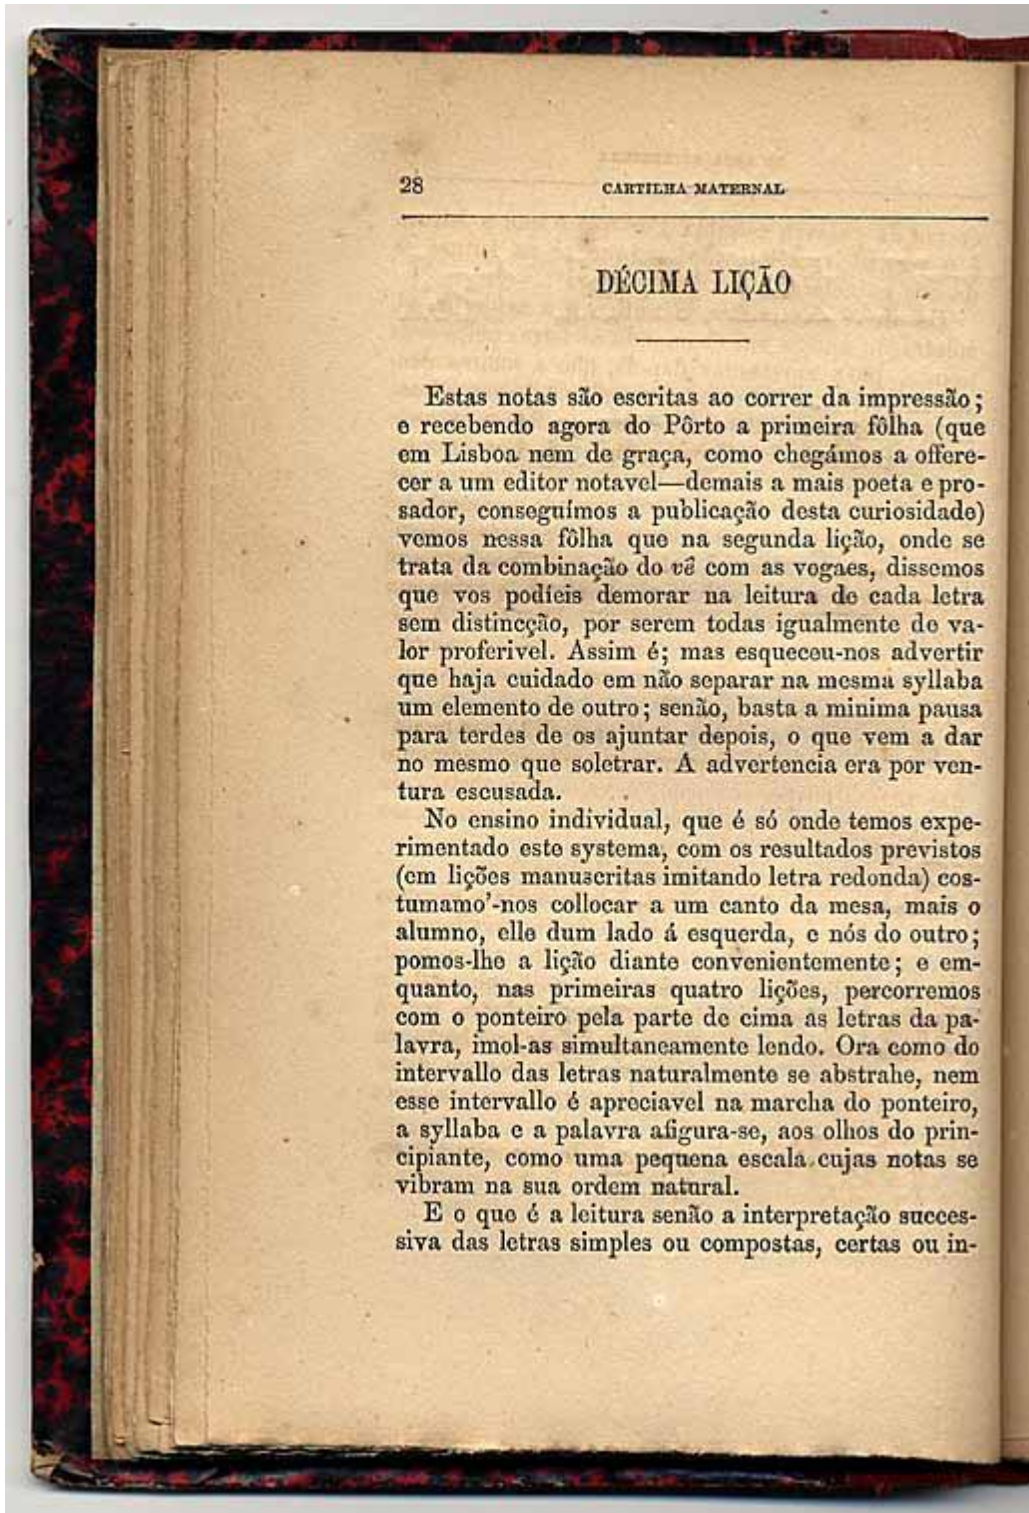 28
CARTILHA MATERNAL
DÉCIMA LIÇÃO
Estas notas são escritas ao correr da impressão;
e recebendo agora do Pôrto a primeira fôlha (que
em Lisboa nem de graça, como chegámos a offere-
cer a um editor notavel—demais a mais poeta e pro-
sador, conseguímos a publicação desta curiosidade)
vemos nessa fôlha que na segunda lição, onde se
trata da combinação do vê com as vogaes, dissemos
que vos podíeis demorar na leitura de cada letra
sem distincção, por serem todas igualmente de va-
lor proferivel. Assim é; mas esqueceu-nos advertir
que haja cuidado em não separar na mesma syllaba
um elemento de outro; senão, basta a minima pausa
para terdes de os ajuntar depois, o que vem a dar
no mesmo que soletrar. A advertencia era por ven-
tura escusada.
No ensino individual, que é só onde temos expe-
rimentado este systema, com os resultados previstos
(em lições manuscritas imitando letra redonda) cos-
tumamo'-nos collocar a um canto da mesa, mais o
alumno, elle dum lado á esquerda, e nós do outro;
pomos-lhe a lição diante convenientemente; e em-
quanto, nas primeiras quatro lições, percorremos
com o ponteiro pela parte de cima as letras da pa-
lavra, imol-as simultaneamente lendo. Ora como do
intervallo das letras naturalmente se abstrahe, nem
esse intervallo é apreciavel na marcha do ponteiro,
a syllaba e a palavra afigura-se, aos olhos do prin-
cipiante, como uma pequena escala cujas notas se
vibram na sua ordem natural.
E o que é a leitura senão a interpretação succes-
siva das letras simples ou compostas, certas ou in-